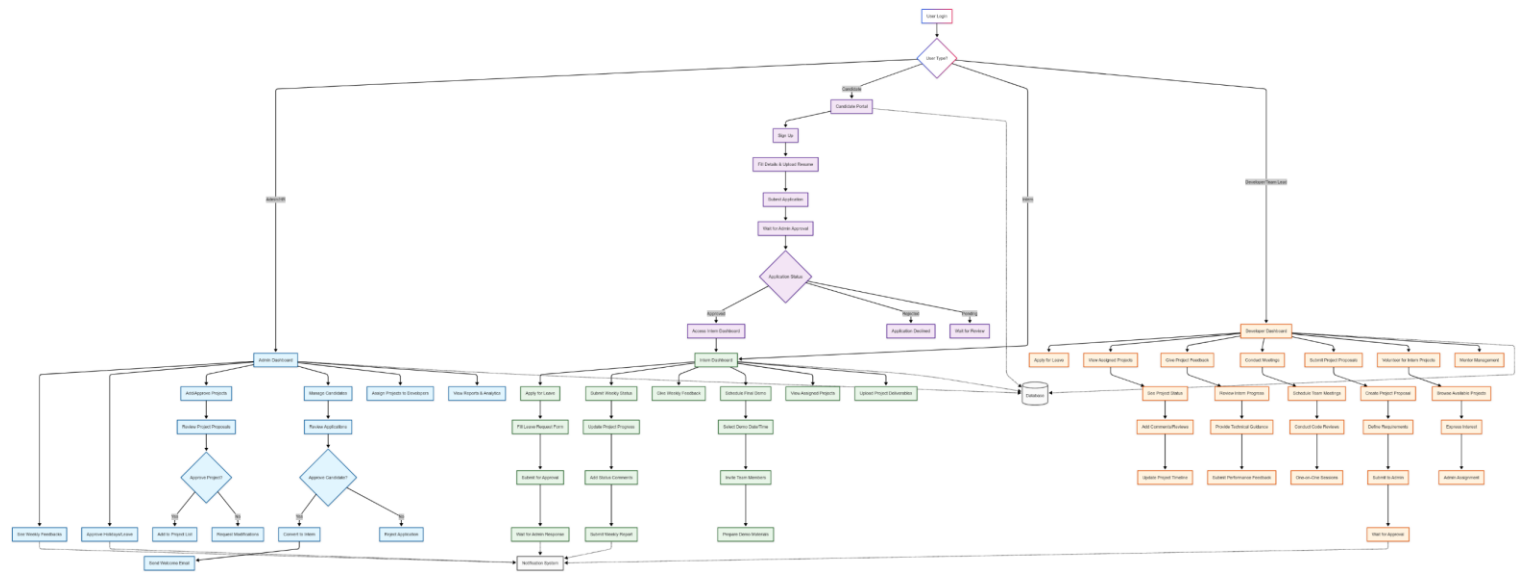 User Login
User Type?
Candidate
Candidate Portal
Sign Up
Fill Details & Upload Resume
Developer/Team Lead
Admin/HR
Intern
Submit Application
Wait for Admin Approval
Application Status
Approved
Rejected
Pending
Access Intern Dashboard
Application Declined
Wait for Review
Developer Dashboard
Admin Dashboard
Intern Dashboard
Apply for Leave
View Assigned Projects
Give Project Feedback
Conduct Meetings
Submit Project Proposals
Volunteer for Intern Projects
Mentor Management
Add/Approve Projects
Manage Candidates
Assign Projects to Developers
View Reports & Analytics
Apply for Leave
Submit Weekly Status
Give Weekly Feedback
Schedule Final Demo
View Assigned Projects
Upload Project Deliverables
Database
Review Intern Progress
Schedule Team Meetings
Create Project Proposal
Browse Available Projects
Review Project Proposals
Review Applications
Fill Leave Request Form
Update Project Progress
Select Demo Date/Time
Add Comments/Reviews
Provide Technical Guidance
Conduct Code Reviews
Define Requirements
Express Interest
Approve Project?
Approve Candidate?
Submit for Approval
Add Status Comments
Invite Team Members
Update Project Timeline
Submit Performance Feedback
One-on-One Sessions
Submit to Admin
Admin Assignment
Yes
No
Yes
No
Give Weekly Feedbacks
Approve Holidays/Leave
Add to Project List
Request Modifications
Convert to Intern
Reject Application
Wait for Admin Response
Submit Weekly Report
Prepare Demo Materials
Wait for Approval
Send Welcome Email
Notification System